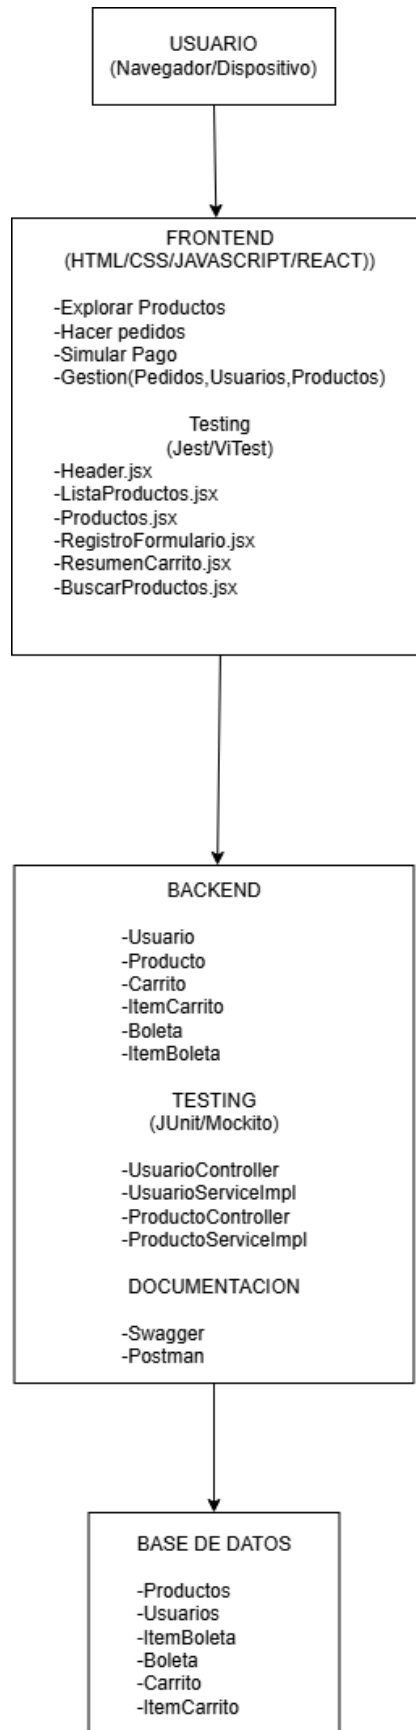 USUARIO
(Navegador/Dispositivo)
FRONTEND
(HTML/CSS/JAVASCRIPT/REACT))
-Explorar Productos
-Hacer pedidos
-Simular Pago
-Gestion(Pedidos,Usuarios,Productos)
Testing
(Jest/ViTest)
-Header.jsx
-ListaProductos.jsx
-Productos.jsx
-RegistroFormulario.jsx
-ResumenCarrito.jsx
-BuscarProductos.jsx
BACKEND
-Usuario
-Producto
-Carrito
-ItemCarrito
-Boleta
-ItemBoleta
TESTING
(JUnit/Mockito)
-UsuarioController
-UsuarioServiceImpl
-ProductoController
-ProductoServiceImpl
DOCUMENTACION
-Swagger
-Postman
BASE DE DATOS
-Productos
-Usuarios
-ItemBoleta
-Boleta
-Carrito
-ItemCarrito